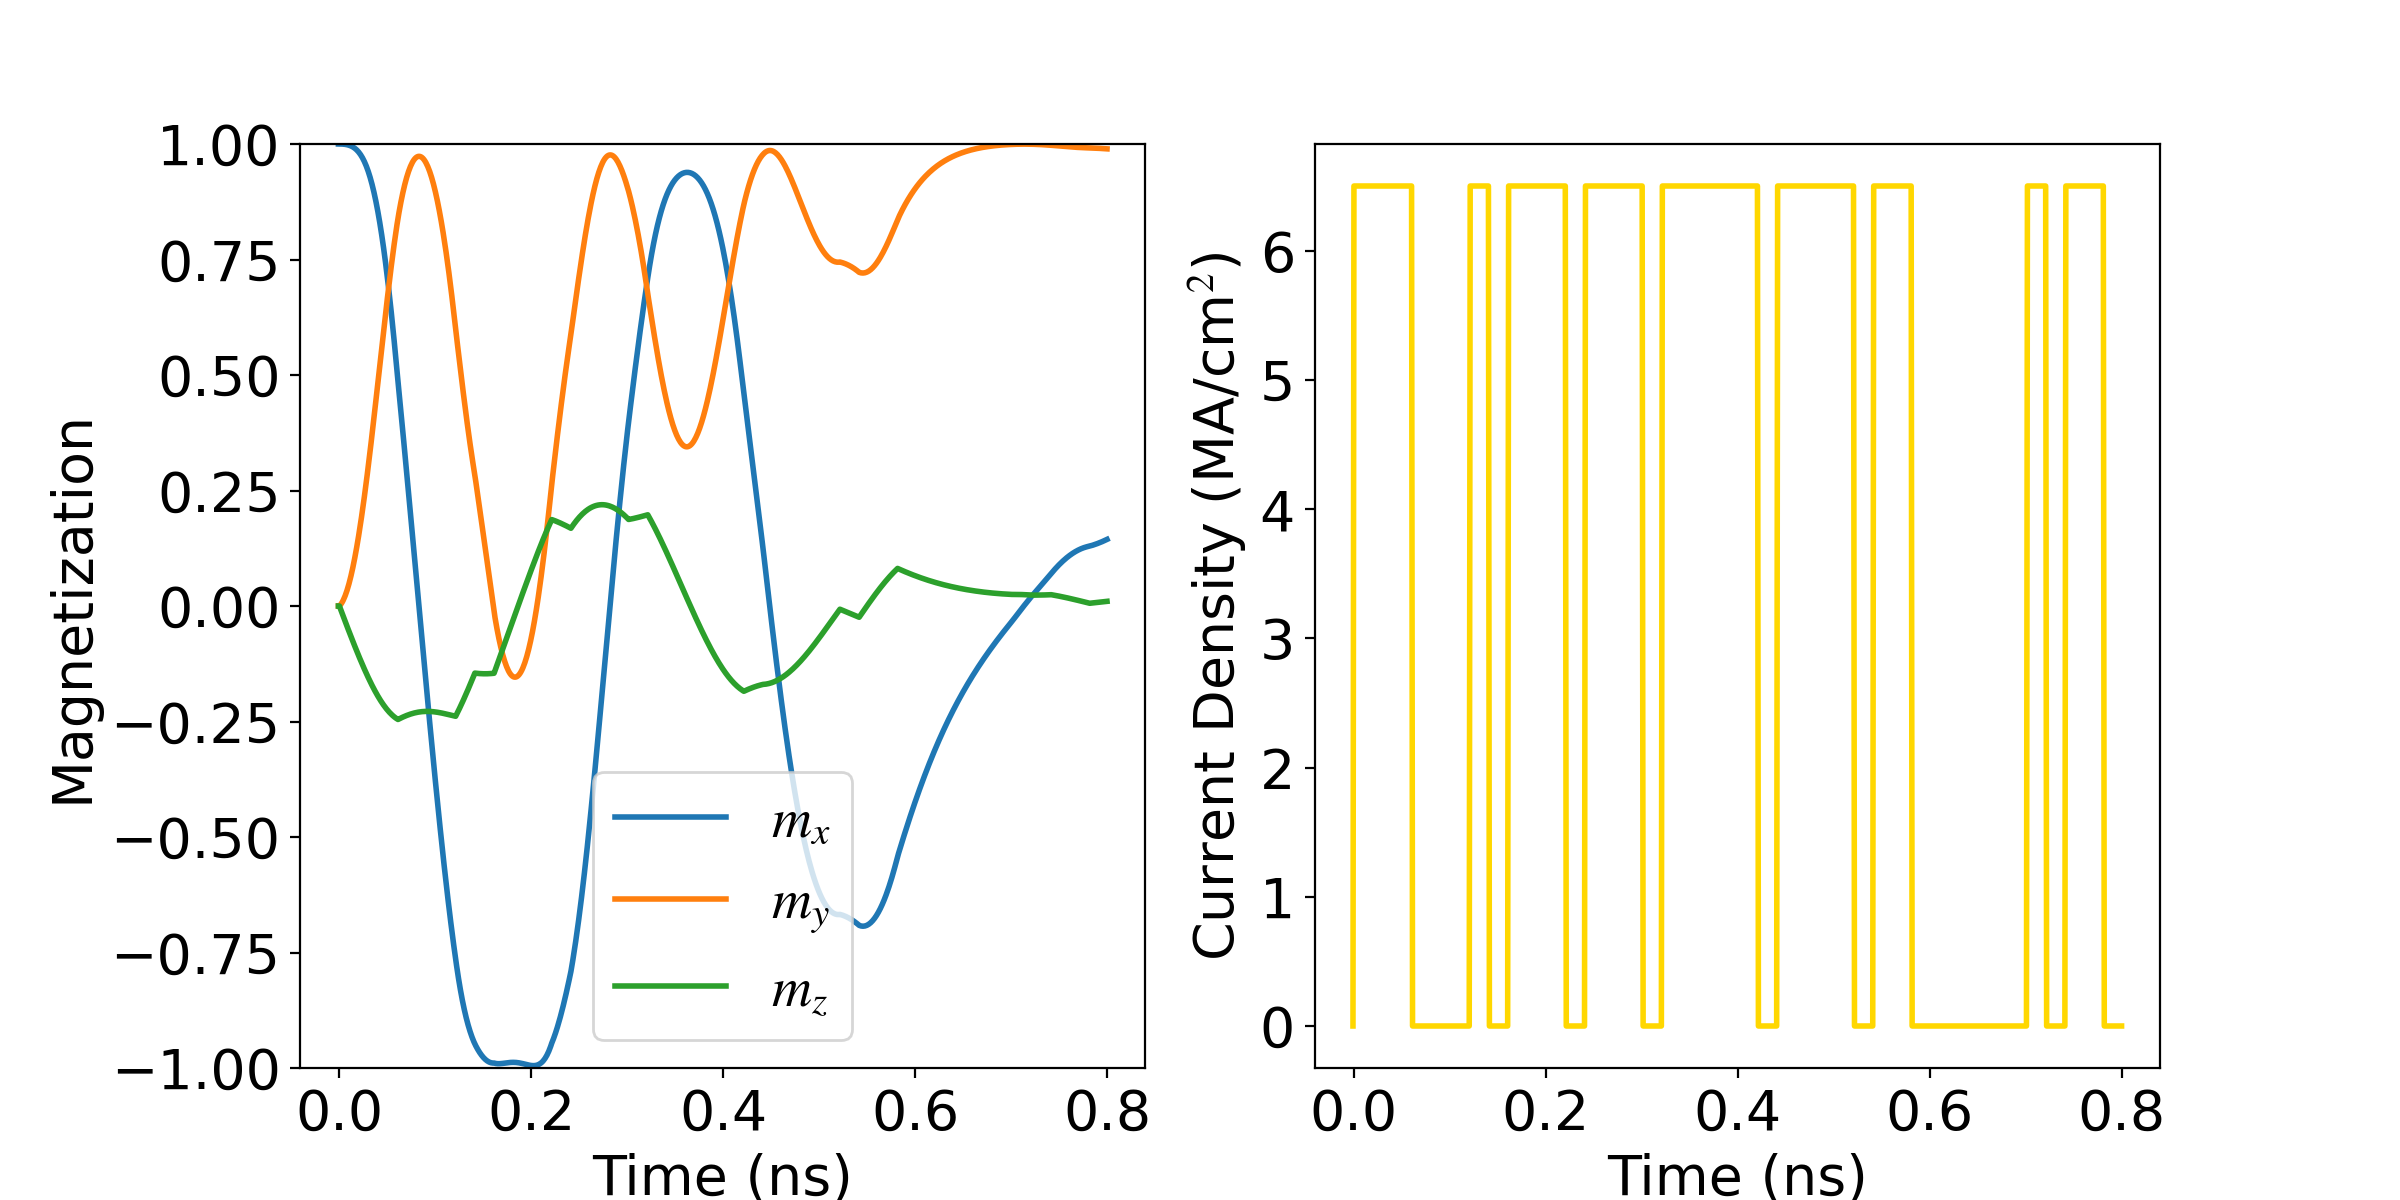 Magnetization
1.00
0.75
0.50
0.25
0.00
−0.25
−0.50
−0.75
−1.00
0.0 0.2 0.4 0.6 0.8
Time (ns)
m_x
m_y
m_z
Current Density (MA/cm²)
6
5
4
3
2
1
0
0.0 0.2 0.4 0.6 0.8
Time (ns)